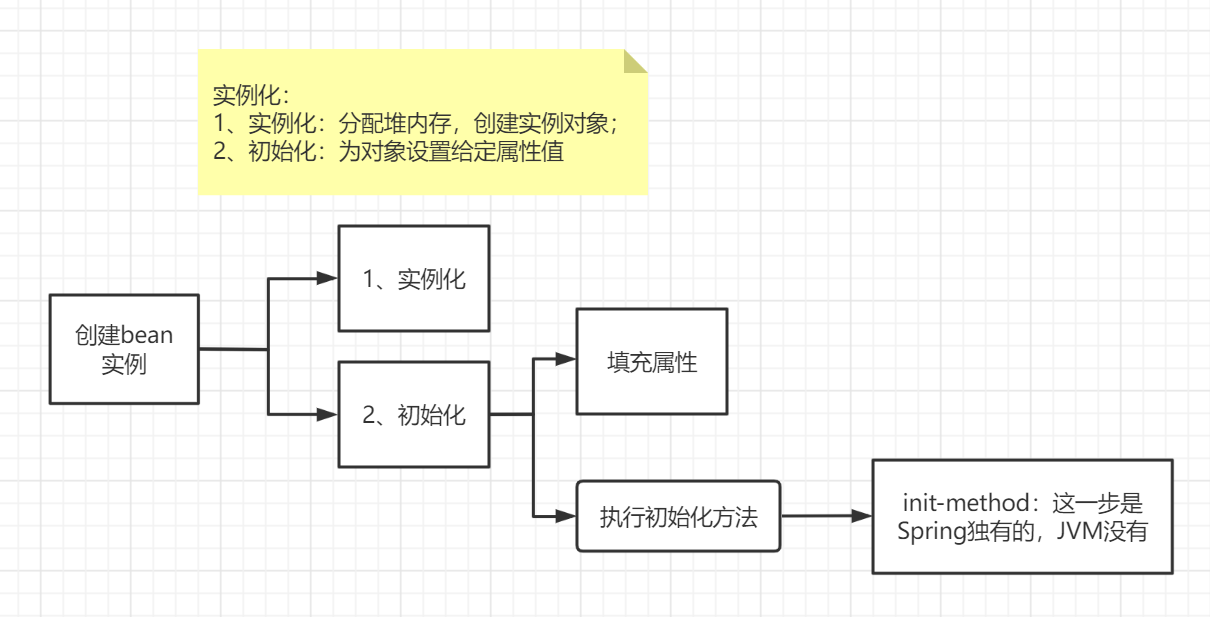 实例化：
1、实例化：分配堆内存，创建实例对象；
2、初始化：为对象设置给定属性值
1、实例化
创建bean
实例
填充属性
2、初始化
执行初始化方法
init-method：这一步是
Spring独有的，JVM没有